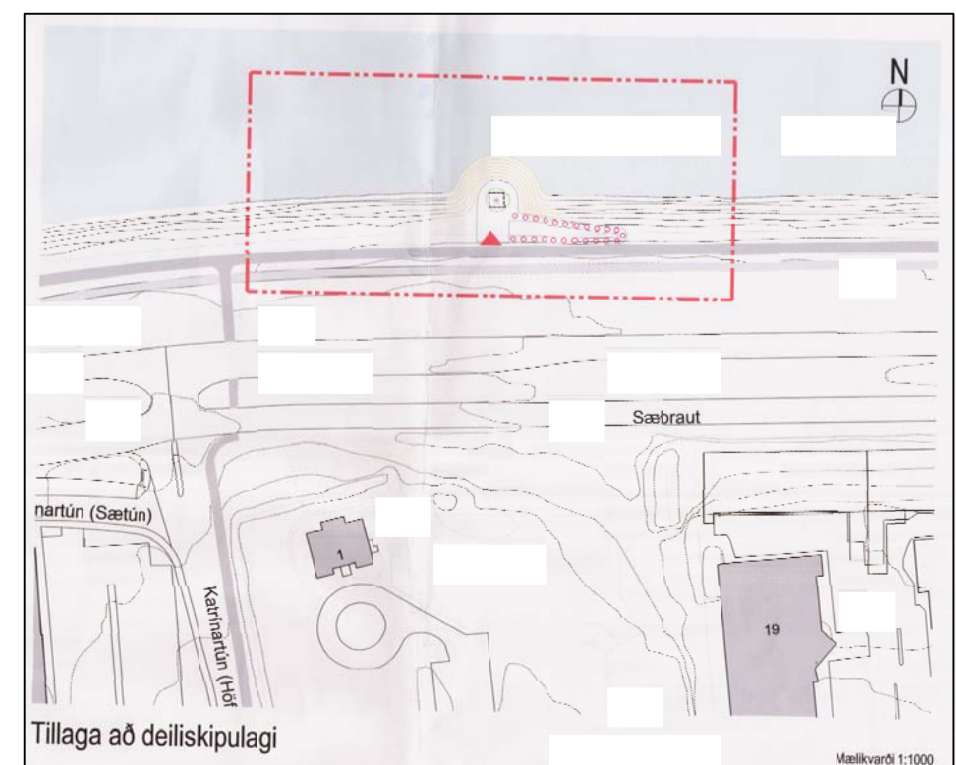 N
Sæbraut
nartún (Sætún)
1
Katrínartún (Höf
19
Tillaga að deiliskipulagi
Mælikvarði 1:1000